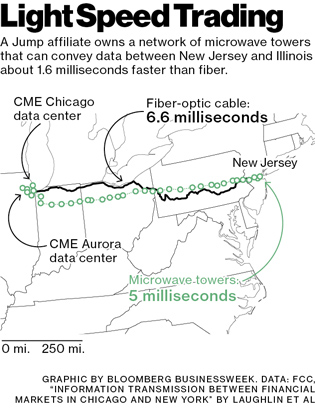 Light Speed Trading
A Jump affiliate owns a network of microwave towers
that can convey data between New Jersey and Illinois
about 1.6 milliseconds faster than fiber.
CME Chicago
data center
Fiber-optic cable:
6.6 milliseconds
New Jersey
CME Aurora
data center
Microwave towers:
5 milliseconds
0 mi. 250 mi.
GRAPHIC BY BLOOMBERG BUSINESSWEEK. DATA: FCC,
“INFORMATION TRANSMISSION BETWEEN FINANCIAL
MARKETS IN CHICAGO AND NEW YORK” BY LAUGHLIN ET AL